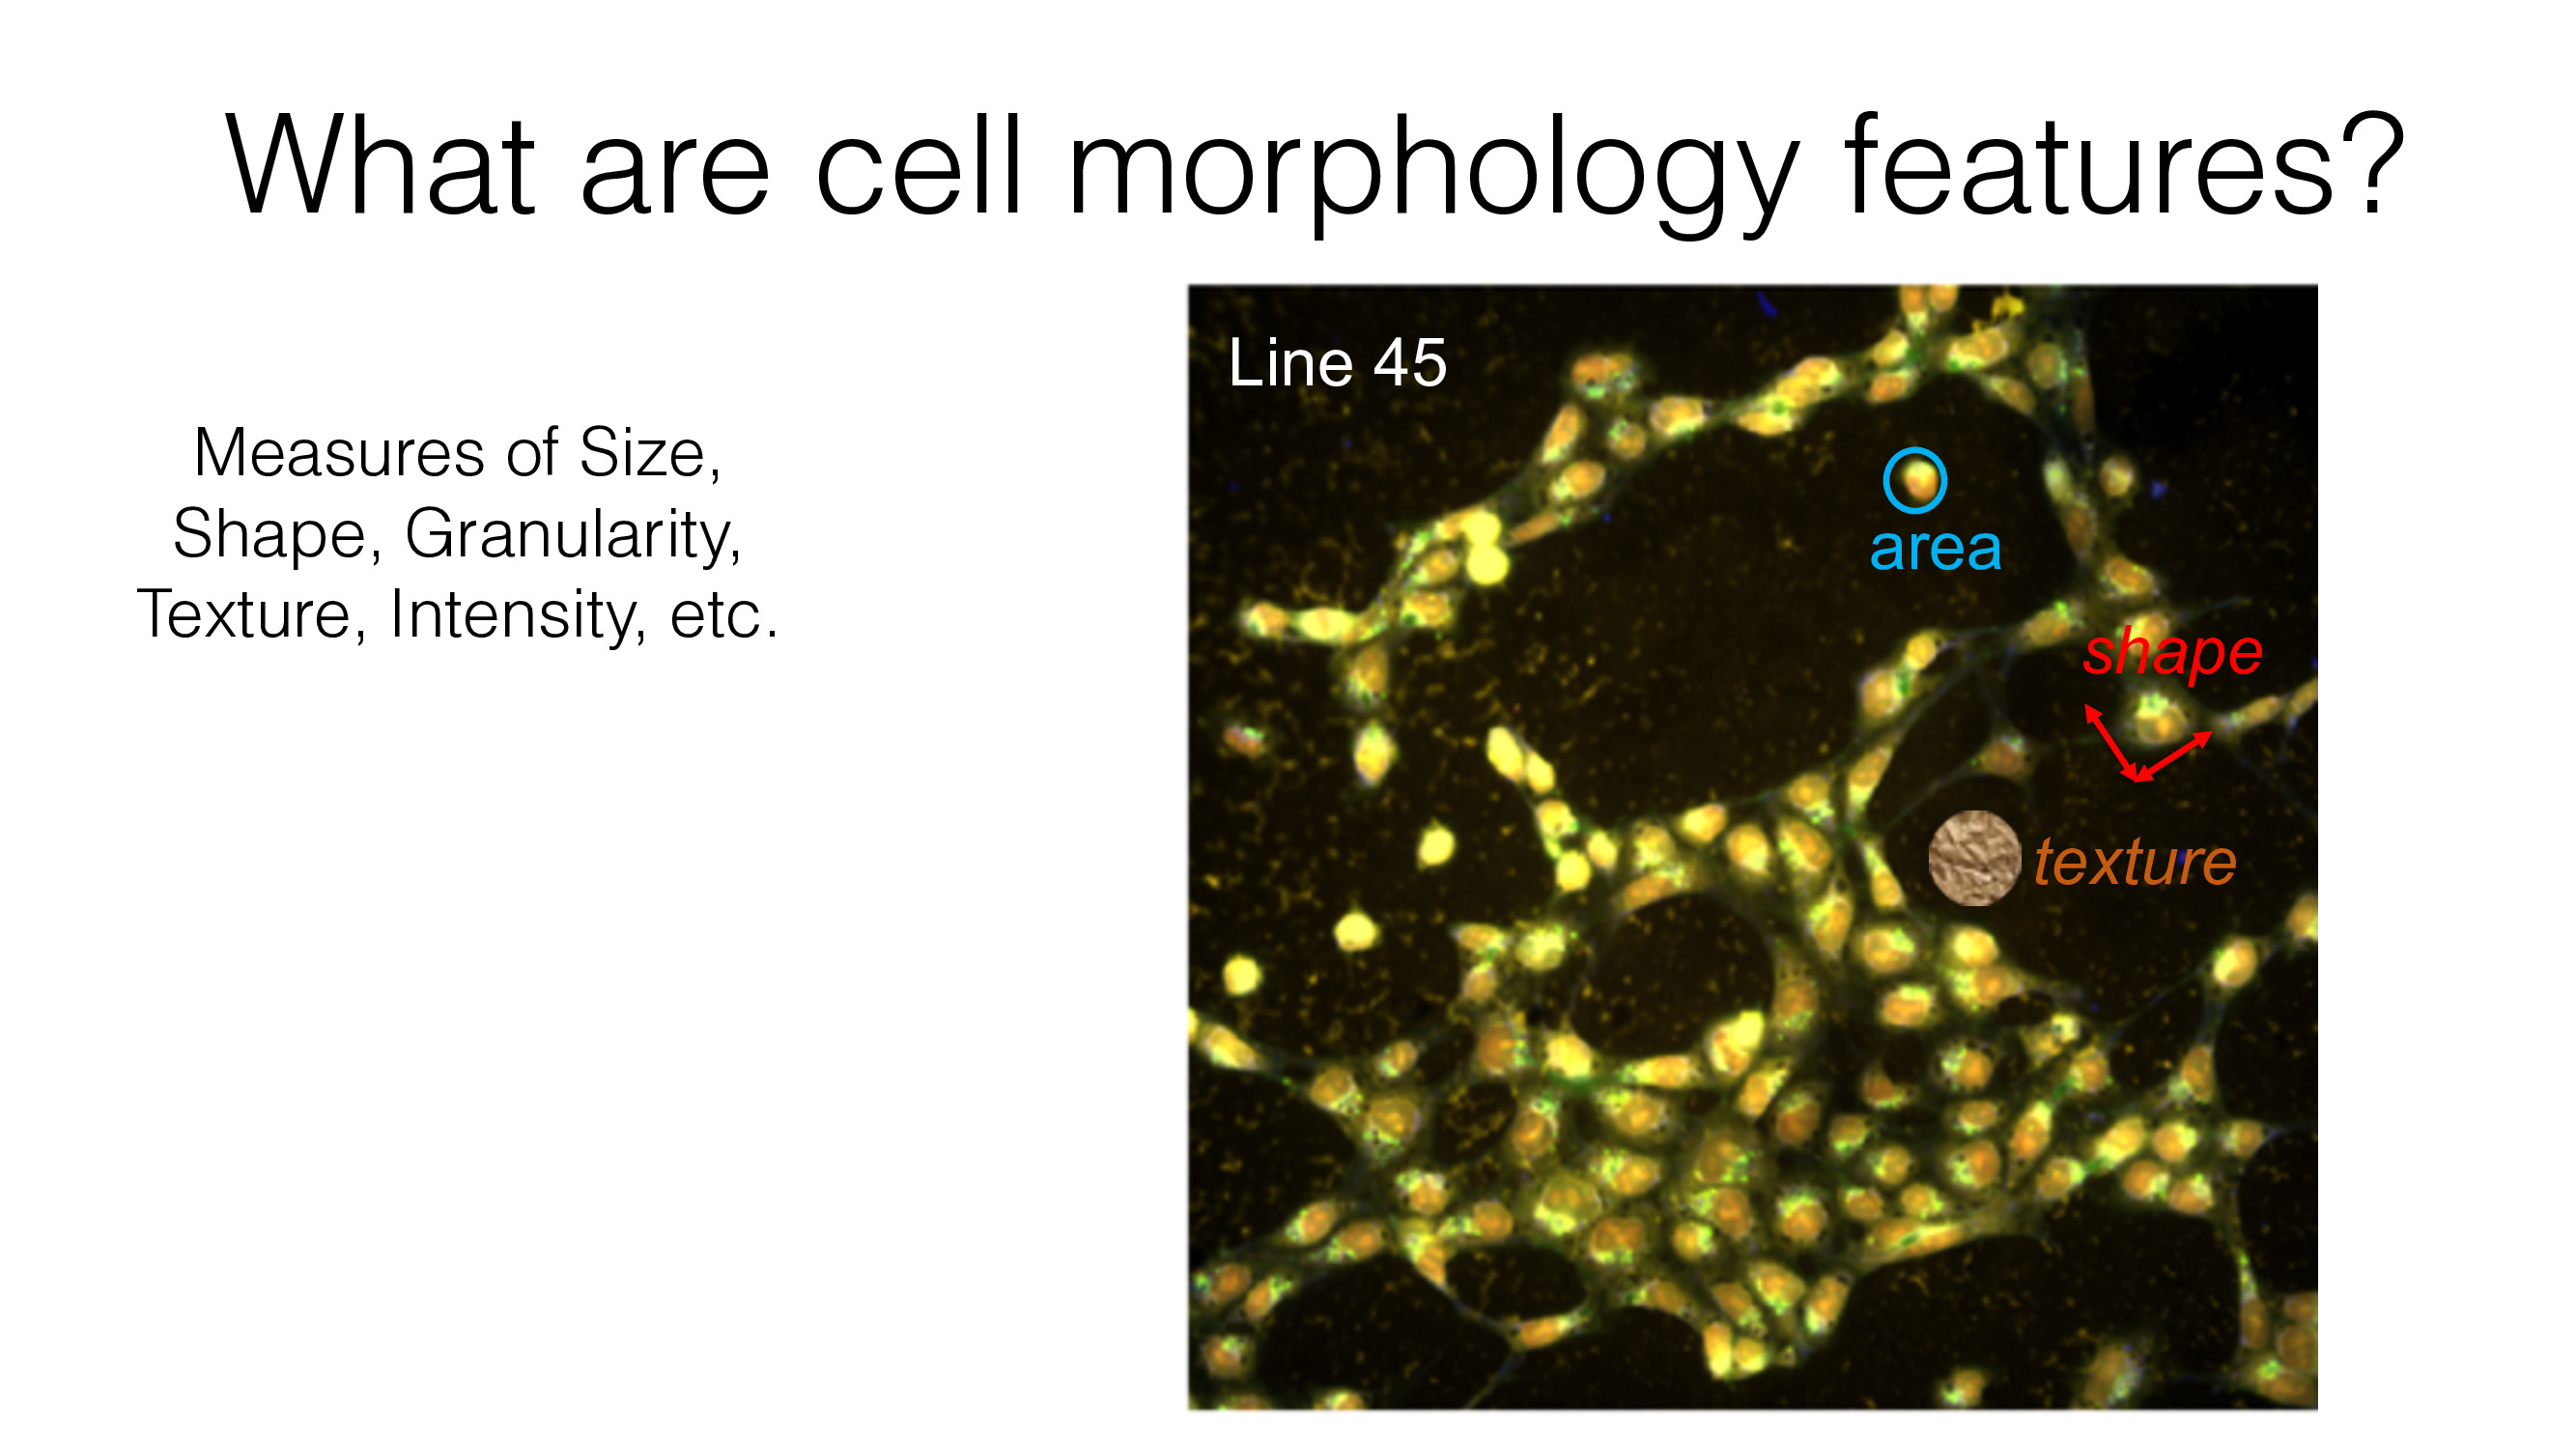 What are cell morphology features?
Measures of Size,
Shape, Granularity,
Texture, Intensity, etc.
Line 45
area
shape
texture